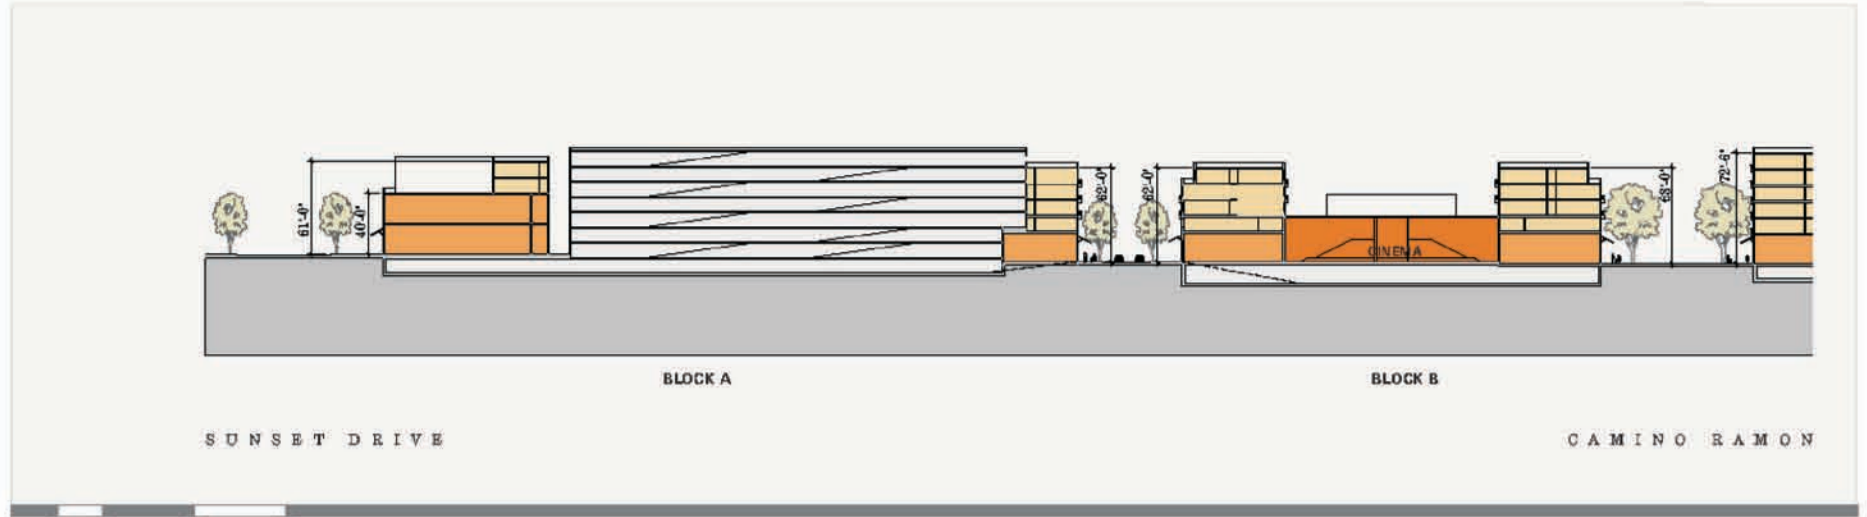 61'-0"
40'-0"
62'-0"
62'-0"
CINEMA
68'-0"
72'-6"
BLOCK A
BLOCK B
SUNSET DRIVE
CAMINO RAMON